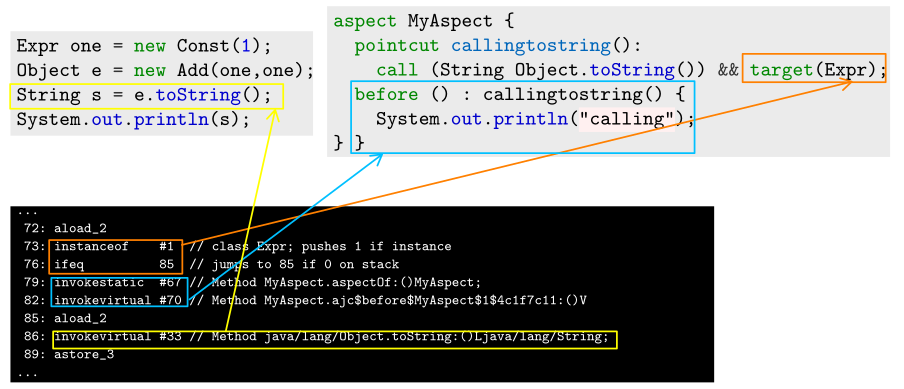 Expr one = new Const(1);
Object e = new Add(one,one);
String s = e.toString();
System.out.println(s);
aspect MyAspect {
pointcut callingtostring():
call (String Object.toString()) && target(Expr);
before () : callingtostring() {
System.out.println("calling");
} }
...
72: aload_2
73: instanceof #1 // class Expr; pushes 1 if instance
76: ifeq 85 // jumps to 85 if 0 on stack
79: invokestatic #67 // Method MyAspect.aspectOf:()MyAspect;
82: invokevirtual #70 // Method MyAspect.ajc$before$MyAspect$1$4c1f7c11:()V
85: aload_2
86: invokevirtual #33 // Method java/lang/Object.toString:()Ljava/lang/String;
89: astore_3
...